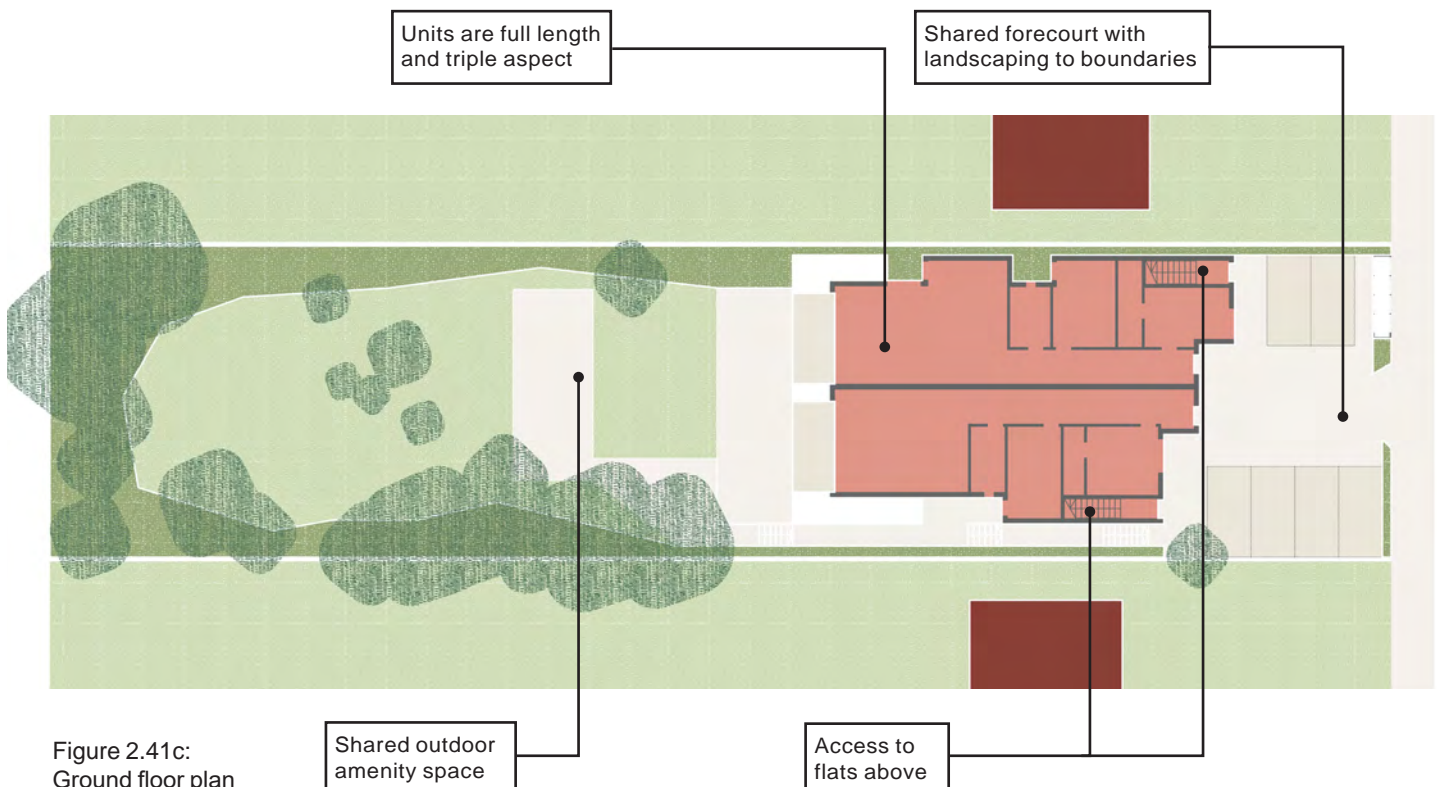 Units are full length
and triple aspect
Shared forecourt with
landscaping to boundaries
Figure 2.41c:
Ground floor plan
Shared outdoor
amenity space
Access to
flats above